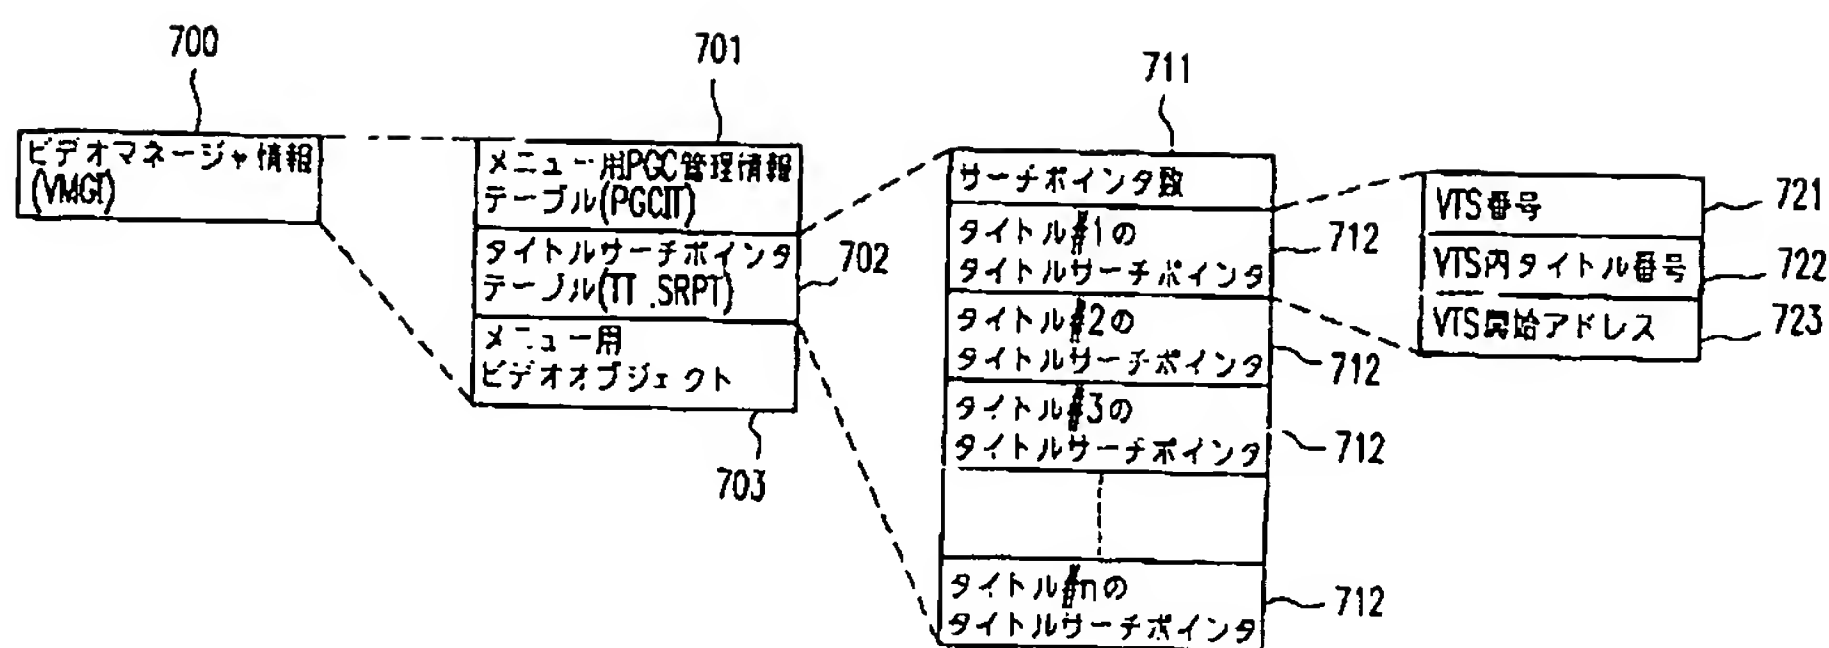 700
ビデオマネージャ情報
(VMGI)
701
メニュー用PGC管理情報
テーブル(PGCIT)
タイトルサーチポインタ
テーブル(TT_SRPT)
702
メニュー用
ビデオオブジェクト
703
711
サーチポインタ数
タイトル#1の
タイトルサーチポインタ
712
タイトル#2の
タイトルサーチポインタ
712
タイトル#3の
タイトルサーチポインタ
712
タイトル#nの
タイトルサーチポインタ
712
VTS番号
721
VTS内タイトル番号
722
VTS開始アドレス
723